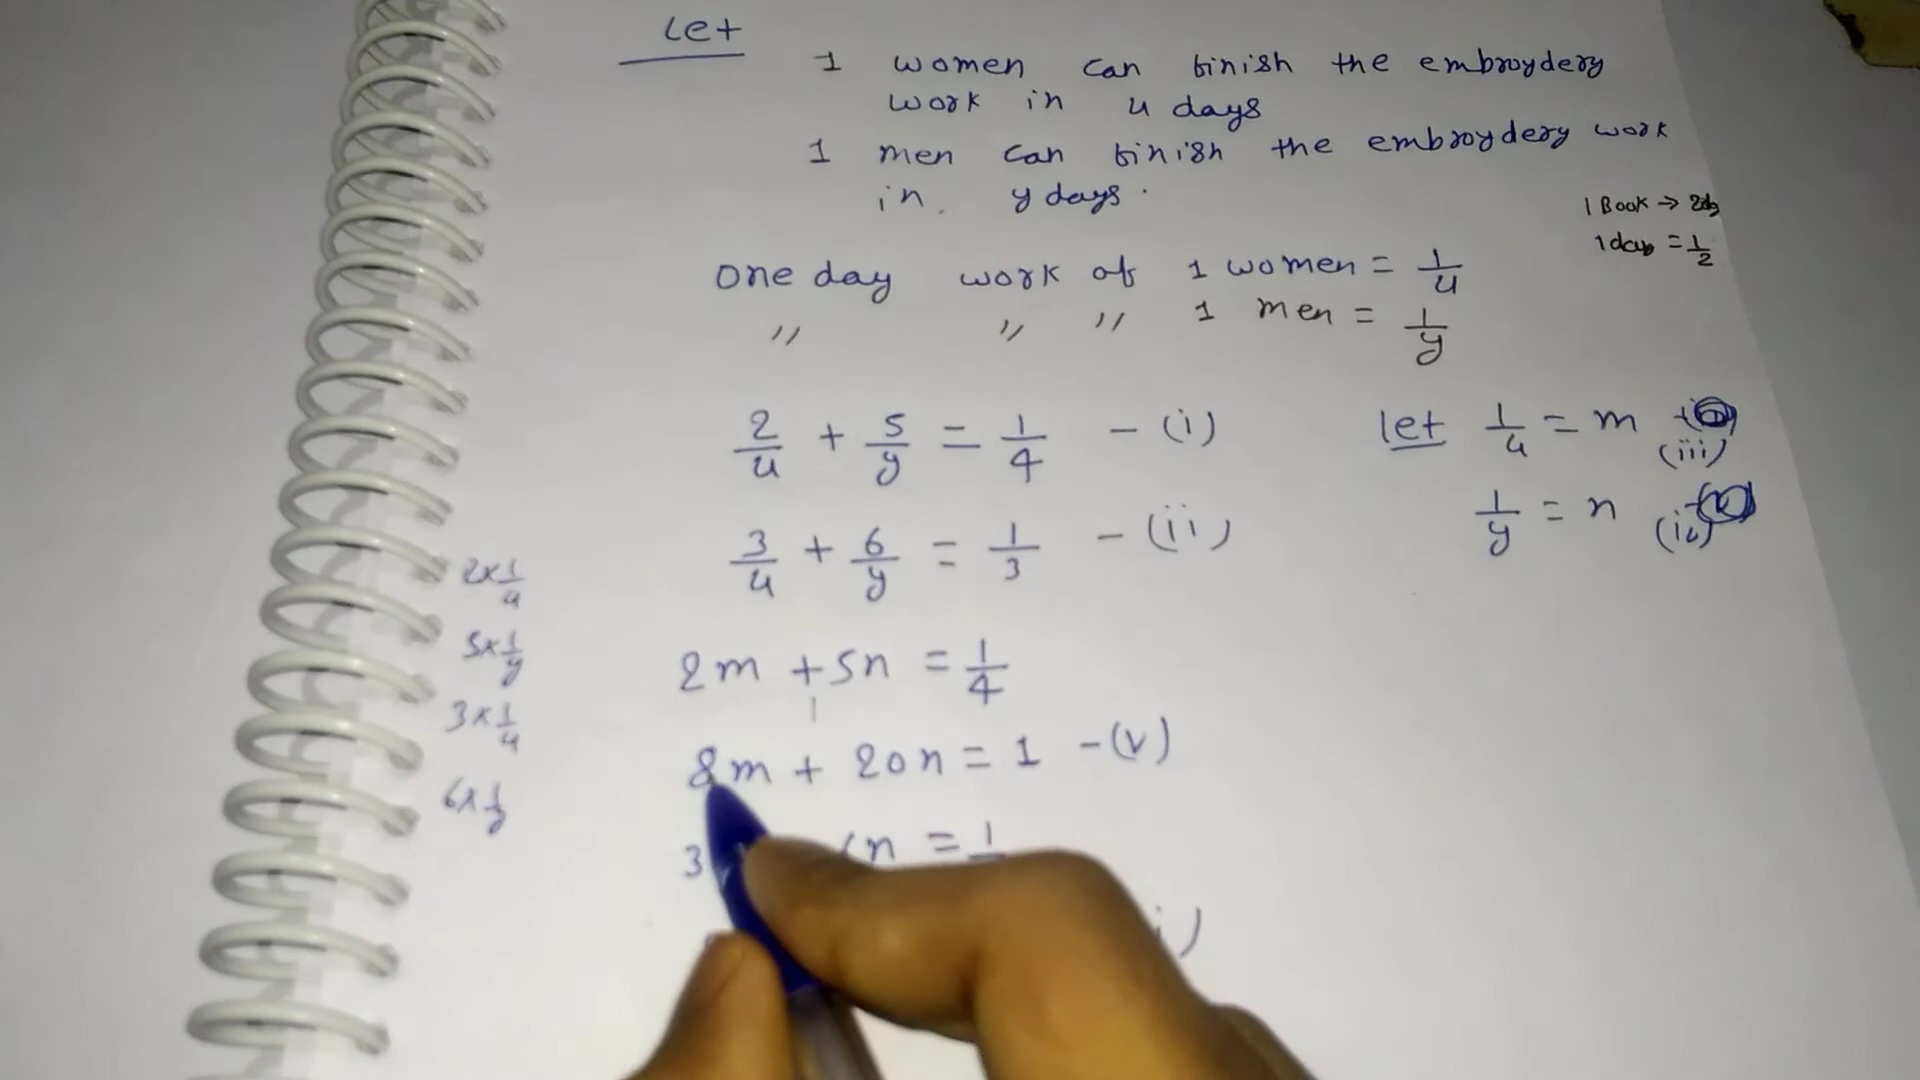 Let
1 women can finish the embroydery
work in u days
1 men can finish the embroydery work
in y days.
1 Book →
1 day = 1/2
One day work of 1 women = 1/u
" " " 1 men = 1/y
2/u + 5/y = 1/4 - (i)
let 1/u = m (iii)
3/u + 6/y = 1/3 - (ii)
1/y = n
2×1/u
5×1/y
3×1/u
6×1/y
2m + 5n = 1/4
8m + 20n = 1 - (v)
3 n = 1